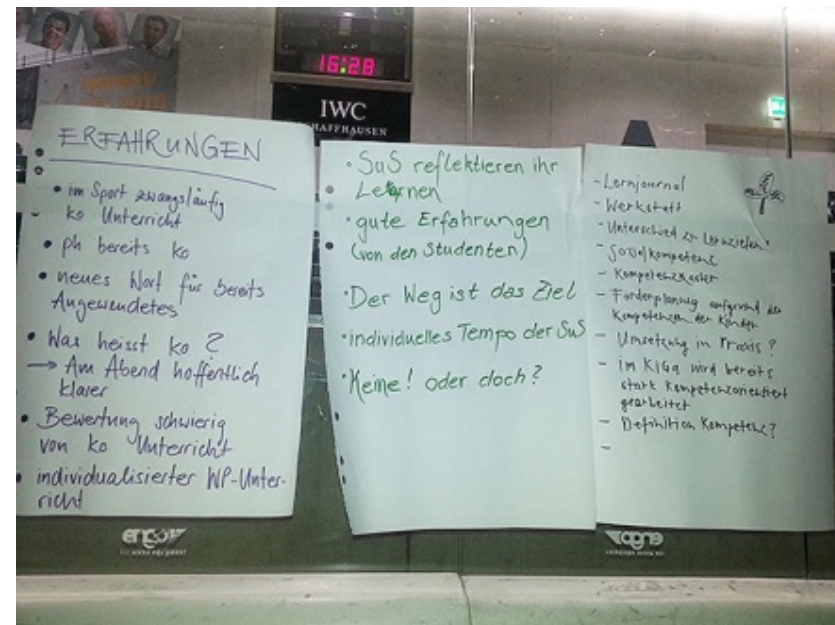 16:28
IWC
SCHAFFHAUSEN
ERFAHRUNGEN
• im Sport zwangsläufig
ko Unterricht
• ph bereits ko
• neues Wort für bereits
Angewendetes
• Was heisst ko?
→ Am Abend hoffentlich
klarer
• Bewertung schwierig
von ko Unterricht
• individualisierter WP-Unter-
richt
• SuS reflektieren ihr
Lernen
• gute Erfahrungen
(von den Studenten)
• Der Weg ist das Ziel
• individuelles Tempo der SuS
• Keine! oder doch?
- Lernjournal
- Werkstatt
- Unterschied zu Lernzielen?
- Sozialkompetenz
- Kompetenzraster
- Förderplanung aufgrund der
Kompetenzen der Kinder
- Umsetzung in Praxis?
- im KiGa wird bereits
stark kompetenzorientiert
gearbeitet
- Definition Kompetenz?
-
engo